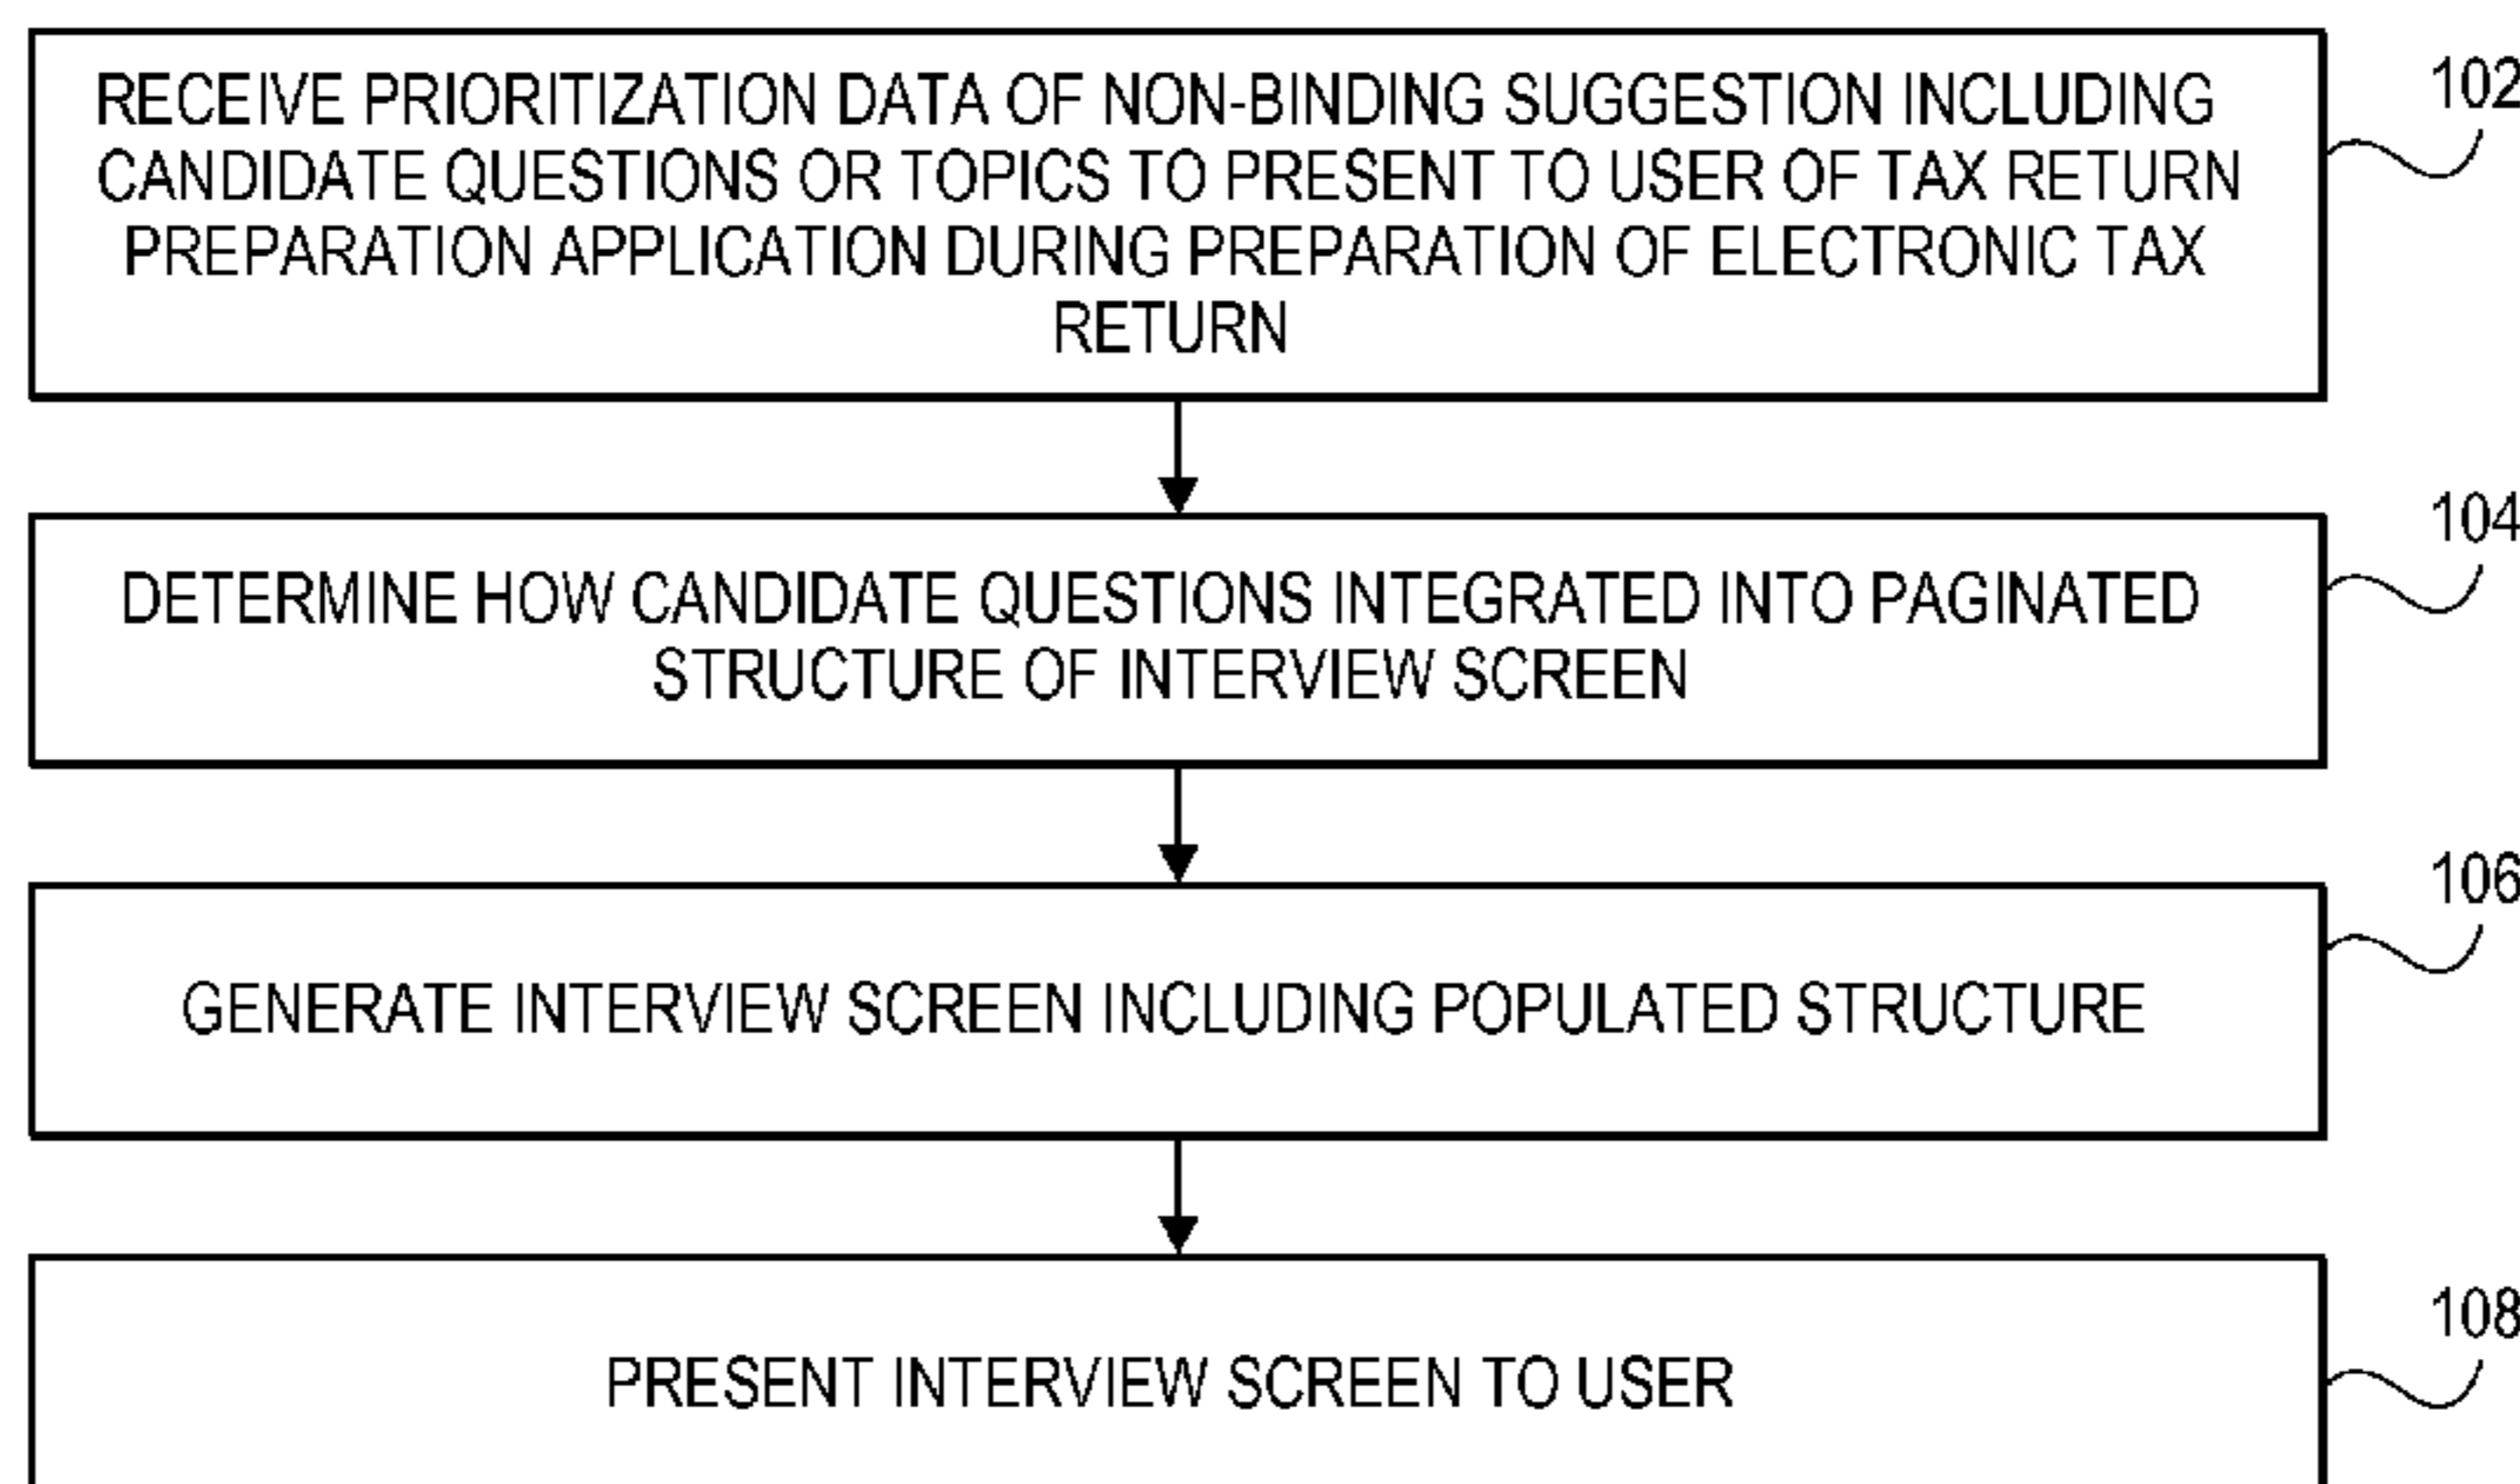 RECEIVE PRIORITIZATION DATA OF NON-BINDING SUGGESTION INCLUDING
CANDIDATE QUESTIONS OR TOPICS TO PRESENT TO USER OF TAX RETURN
PREPARATION APPLICATION DURING PREPARATION OF ELECTRONIC TAX
RETURN
102
DETERMINE HOW CANDIDATE QUESTIONS INTEGRATED INTO PAGINATED
STRUCTURE OF INTERVIEW SCREEN
104
GENERATE INTERVIEW SCREEN INCLUDING POPULATED STRUCTURE
106
PRESENT INTERVIEW SCREEN TO USER
108